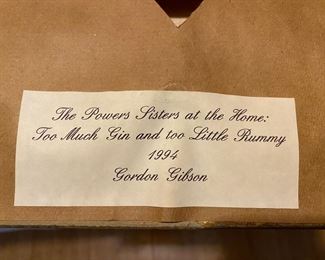 The Powers Sisters at the Home:
Too Much Gin and too Little Rummy
1994
Gordon Gibson